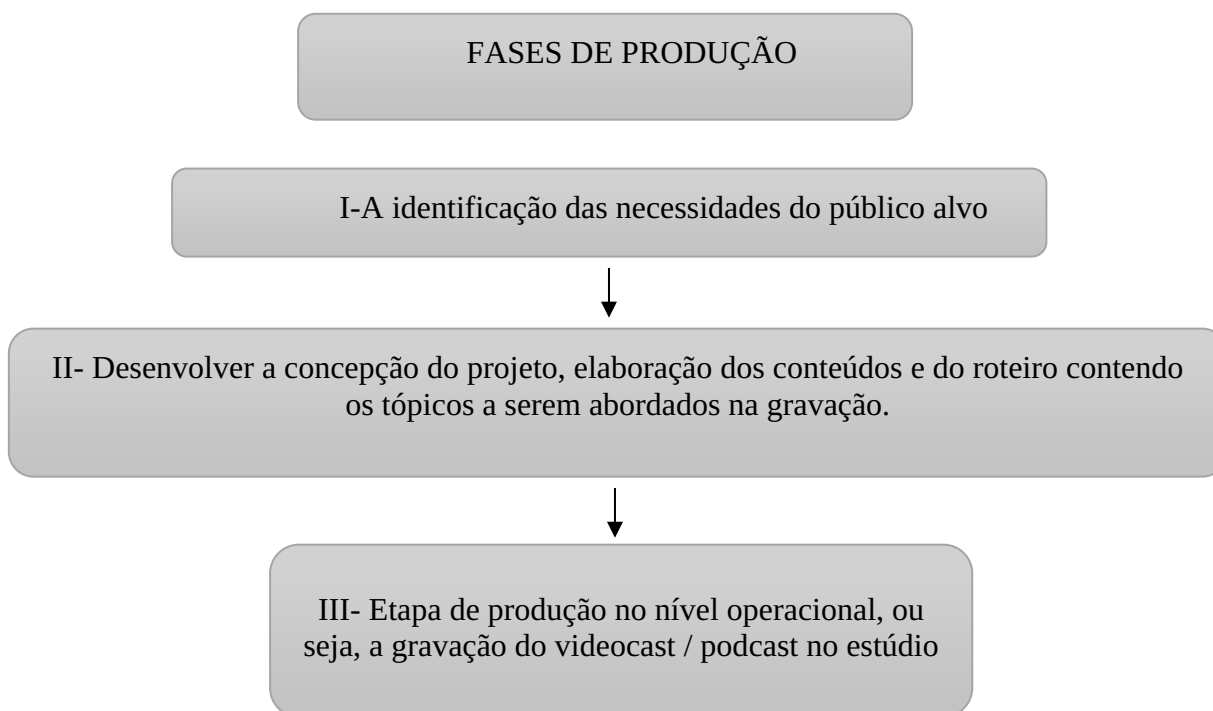 FASES DE PRODUÇÃO
I-A identificação das necessidades do público alvo
II- Desenvolver a concepção do projeto, elaboração dos conteúdos e do roteiro contendo
os tópicos a serem abordados na gravação.
III- Etapa de produção no nível operacional, ou
seja, a gravação do videocast / podcast no estúdio